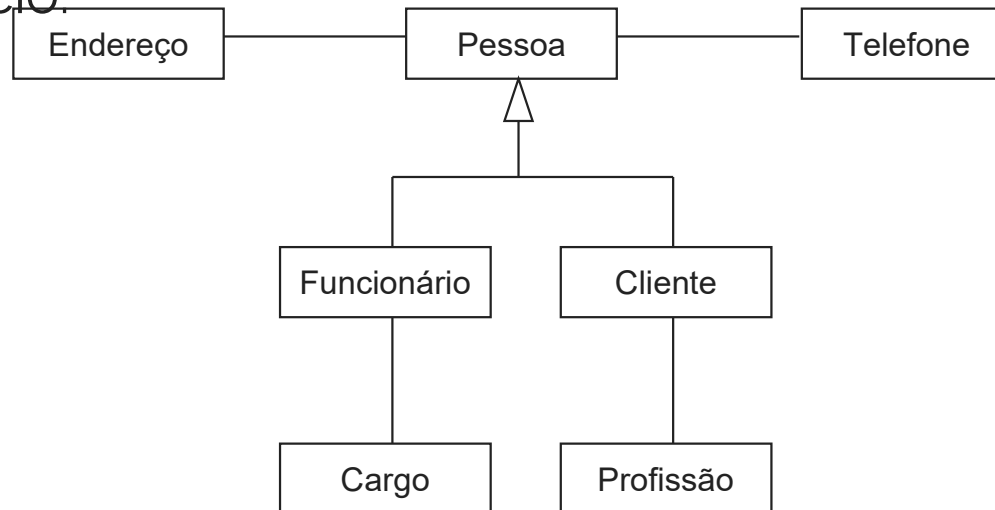 Endereço
Pessoa
Telefone
Funcionário
Cliente
Cargo
Profissão